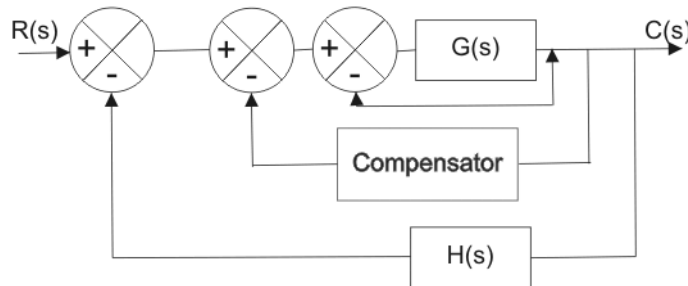 R(s)
C(s)
+
-
+
-
+
-
G(s)
Compensator
H(s)